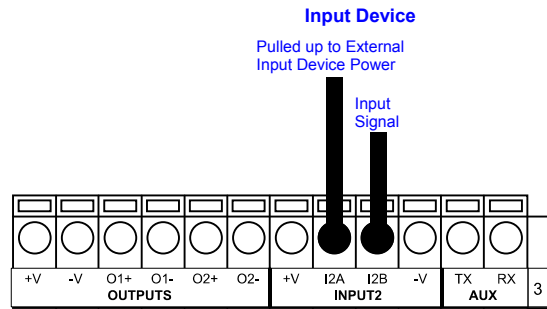 Input Device
Pulled up to External
Input Device Power
Input
Signal
+V -V O1+ O1- O2+ O2- +V I2A I2B -V TX RX
OUTPUTS INPUT2 AUX 3